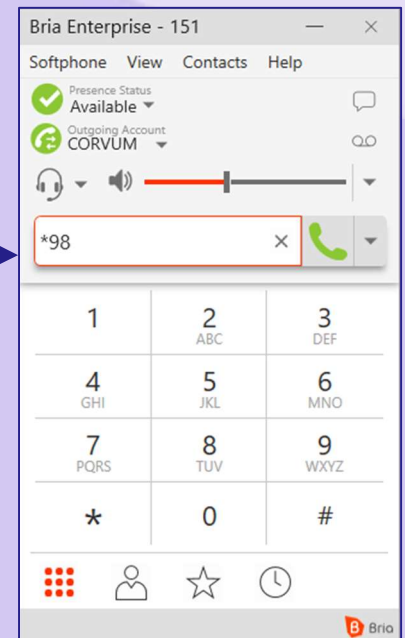 Bria Enterprise - 151
Softphone View Contacts Help
Presence Status
Available
Outgoing Account
CORVUM
*98
1 2 3
ABC DEF
4 5 6
GHI JKL MNO
7 8 9
PQRS TUV WXYZ
* 0 #
Bria